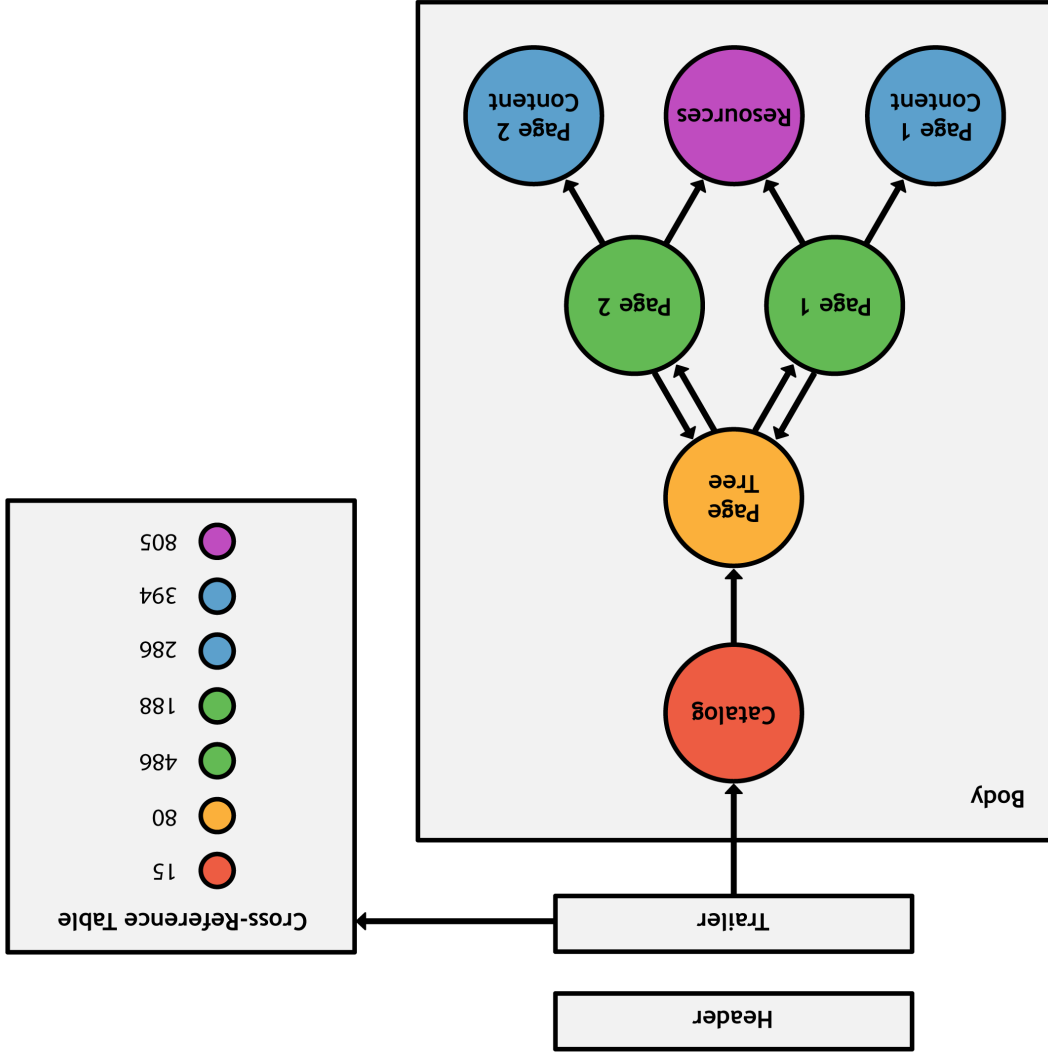 Header
Trailer
Body
Catalog
Page
Tree
Page 1
Page 2
Page 1
Content
Resources
Page 2
Content
Cross-Reference Table
15
80
486
188
286
394
805